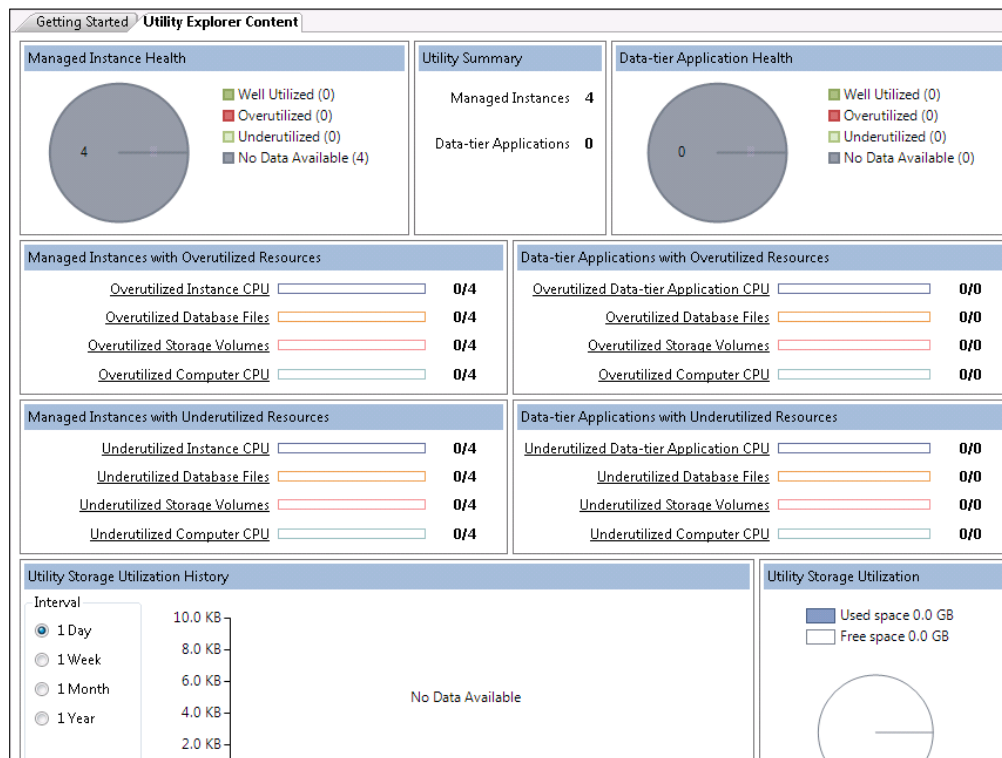 Getting Started
Utility Explorer Content
Managed Instance Health
4
Well Utilized (0)
Overutilized (0)
Underutilized (0)
No Data Available (4)
Utility Summary
Managed Instances 4
Data-tier Applications 0
Data-tier Application Health
0
Well Utilized (0)
Overutilized (0)
Underutilized (0)
No Data Available (0)
Managed Instances with Overutilized Resources
Overutilized Instance CPU 0/4
Overutilized Database Files 0/4
Overutilized Storage Volumes 0/4
Overutilized Computer CPU 0/4
Data-tier Applications with Overutilized Resources
Overutilized Data-tier Application CPU 0/0
Overutilized Database Files 0/0
Overutilized Storage Volumes 0/0
Overutilized Computer CPU 0/0
Managed Instances with Underutilized Resources
Underutilized Instance CPU 0/4
Underutilized Database Files 0/4
Underutilized Storage Volumes 0/4
Underutilized Computer CPU 0/4
Data-tier Applications with Underutilized Resources
Underutilized Data-tier Application CPU 0/0
Underutilized Database Files 0/0
Underutilized Storage Volumes 0/0
Underutilized Computer CPU 0/0
Utility Storage Utilization History
Interval
1 Day
1 Week
1 Month
1 Year
10.0 KB
8.0 KB
6.0 KB
4.0 KB
2.0 KB
No Data Available
Utility Storage Utilization
Used space 0.0 GB
Free space 0.0 GB